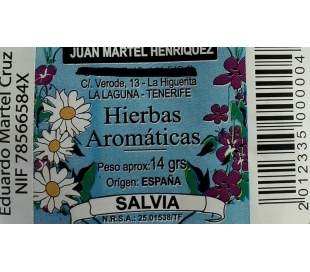 JUAN MARTEL HENRIQUEZ
C/. Verode, 13 - La Higuerita
LA LAGUNA - TENERIFE
Hierbas
Aromáticas
Peso aprox: 14 grs.
Origen: ESPAÑA
SALVIA
N.R.S.A.: 25.01538/TF
Eduardo Martel Cruz
NIF 78566584X
2012335000004